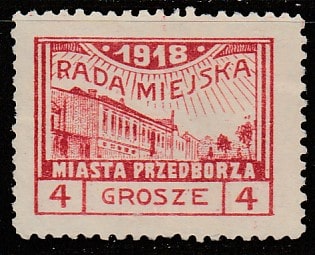 1918
RADA MIEJSKA
MIASTA PRZEDBORZA
4 GROSZE 4